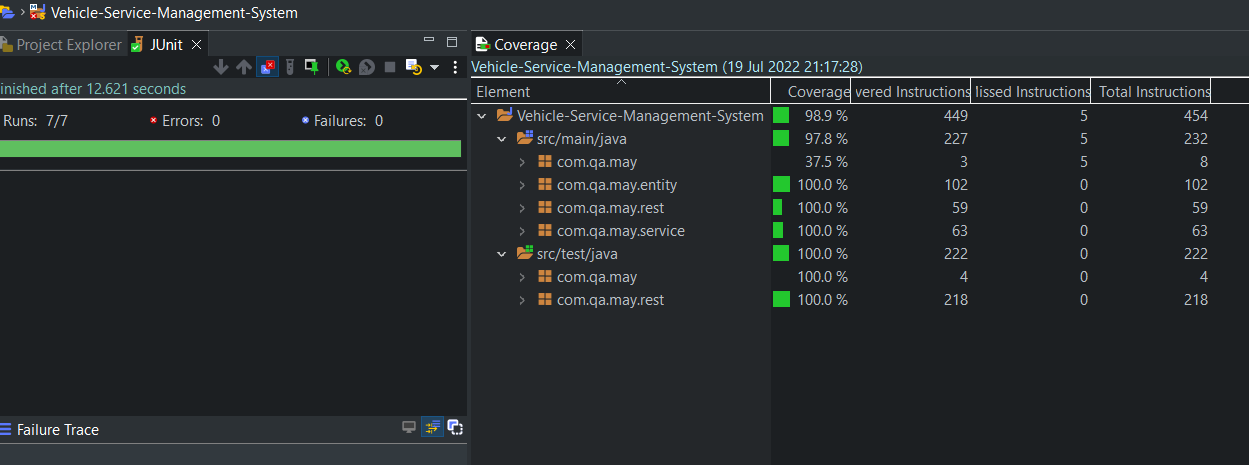 Vehicle-Service-Management-System
Project Explorer JUnit
inished after 12.621 seconds
Runs: 7/7 Errors: 0 Failures: 0
Failure Trace
Coverage
Vehicle-Service-Management-System (19 Jul 2022 21:17:28)
Element Coverage vered Instructions lissed Instructions Total Instructions
Vehicle-Service-Management-System 98.9 % 449 5 454
src/main/java 97.8 % 227 5 232
com.qa.may 37.5 % 3 5 8
com.qa.may.entity 100.0 % 102 0 102
com.qa.may.rest 100.0 % 59 0 59
com.qa.may.service 100.0 % 63 0 63
src/test/java 100.0 % 222 0 222
com.qa.may 100.0 % 4 0 4
com.qa.may.rest 100.0 % 218 0 218